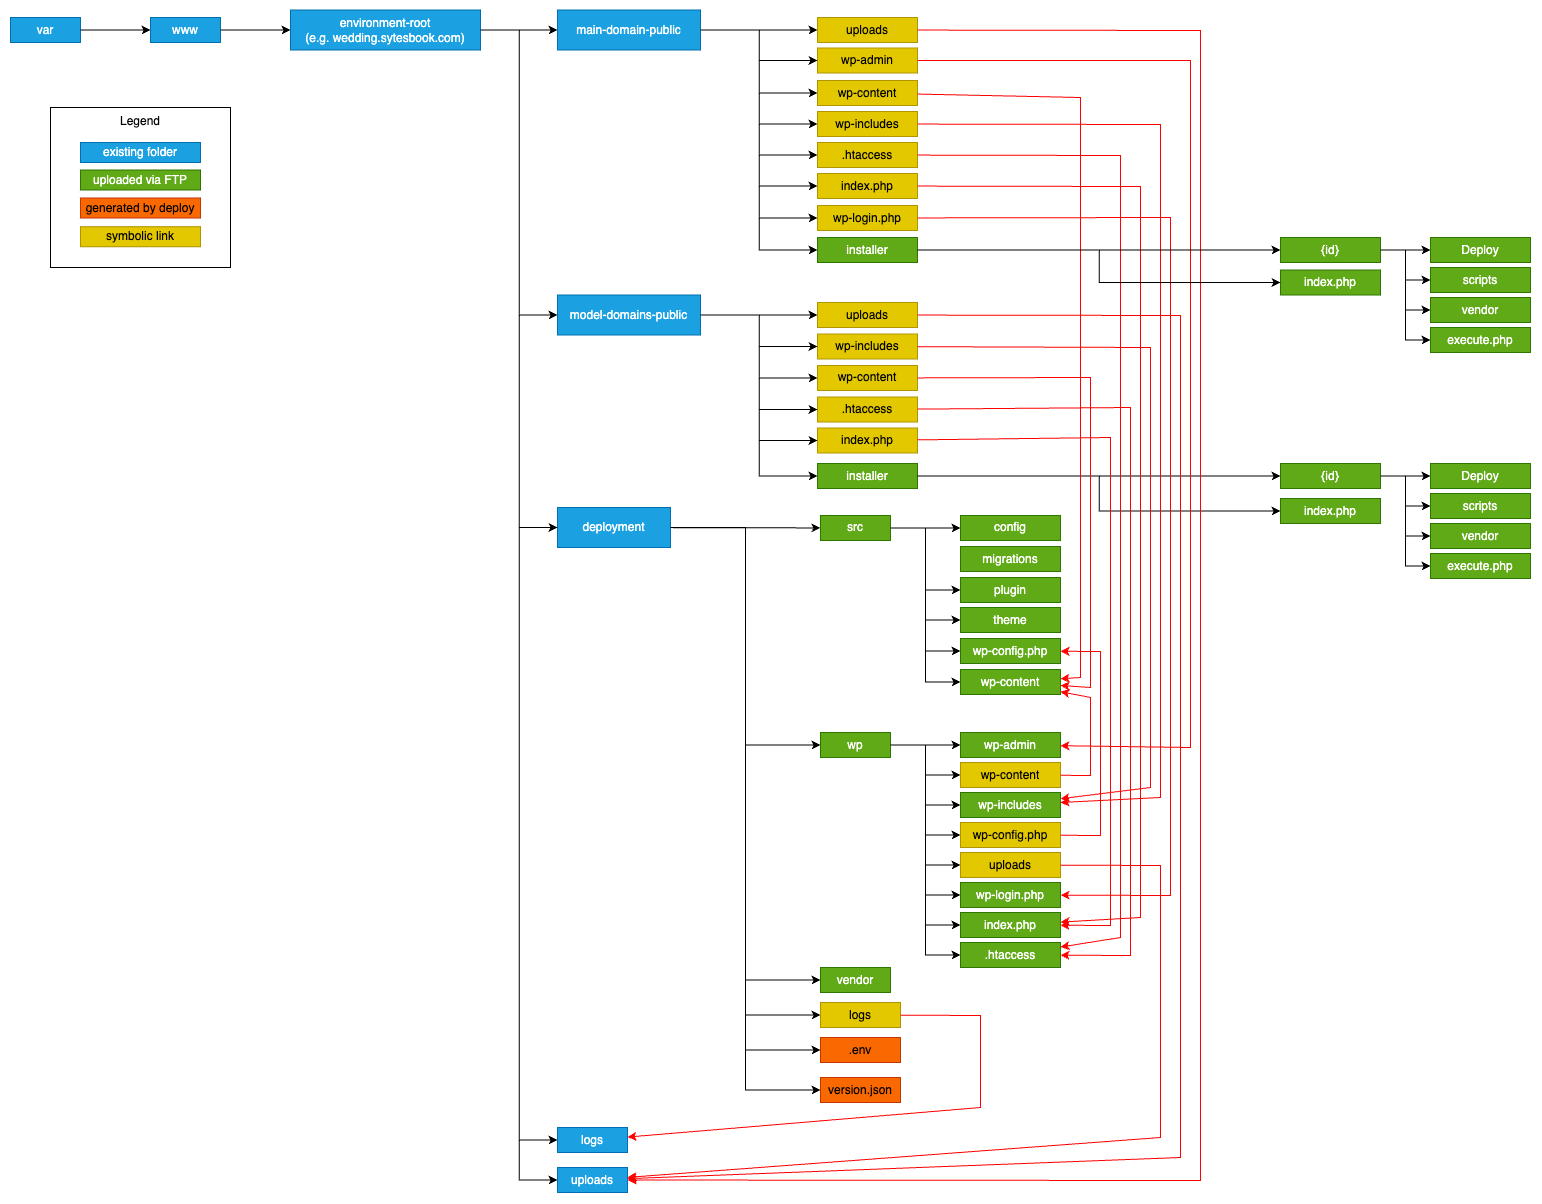 var
www
environment-root
(e.g. wedding.sytesbook.com)
main-domain-public
uploads
wp-admin
wp-content
wp-includes
.htaccess
index.php
wp-login.php
installer
{id}
index.php
Deploy
scripts
vendor
execute.php
Legend
existing folder
uploaded via FTP
generated by deploy
symbolic link
model-domains-public
uploads
wp-includes
wp-content
.htaccess
index.php
installer
{id}
index.php
Deploy
scripts
vendor
execute.php
deployment
src
config
migrations
plugin
theme
wp-config.php
wp-content
wp
wp-admin
wp-content
wp-includes
wp-config.php
uploads
wp-login.php
index.php
.htaccess
vendor
logs
.env
version.json
logs
uploads